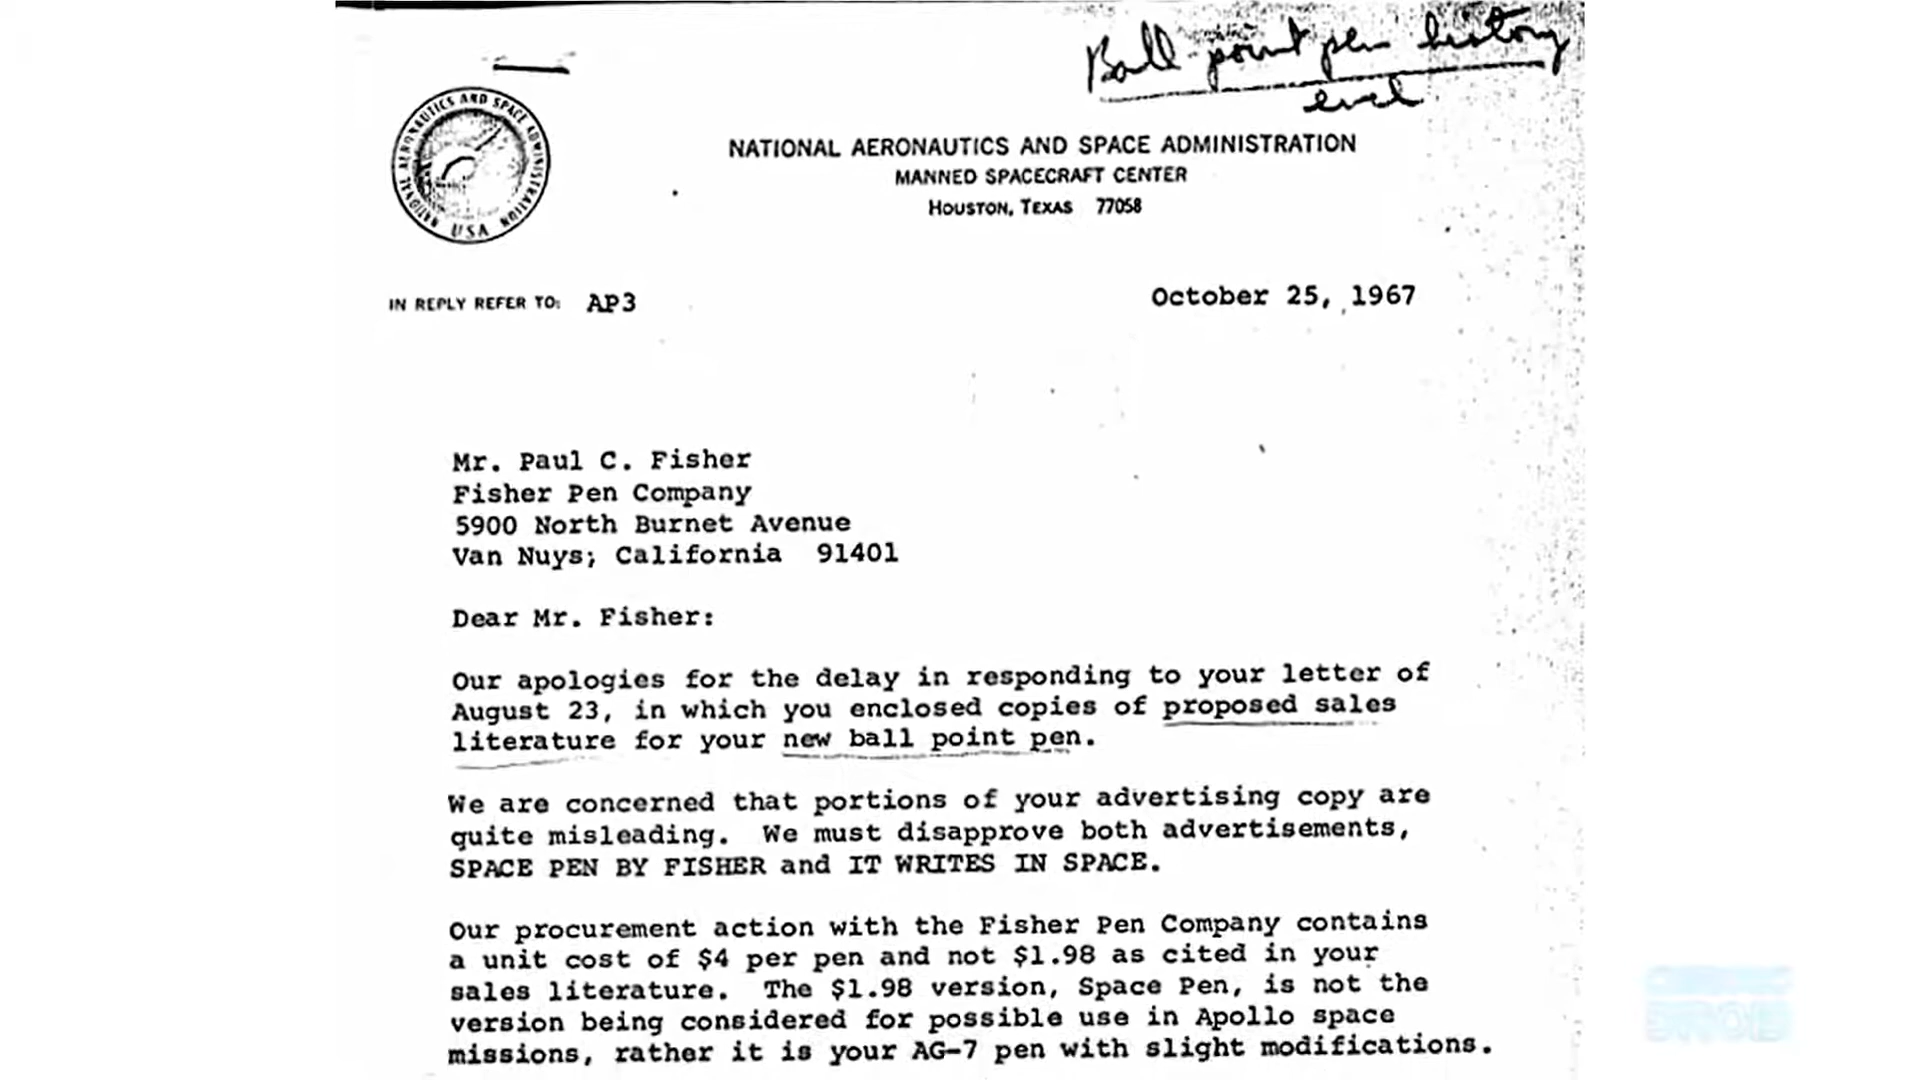 Ball point pen history
NATIONAL AERONAUTICS AND SPACE ADMINISTRATION
USA
NATIONAL AERONAUTICS AND SPACE ADMINISTRATION
MANNED SPACECRAFT CENTER
HOUSTON, TEXAS 77058
IN REPLY REFER TO: AP3
October 25, 1967
Mr. Paul C. Fisher
Fisher Pen Company
5900 North Burnet Avenue
Van Nuys; California 91401
Dear Mr. Fisher:
Our apologies for the delay in responding to your letter of
August 23, in which you enclosed copies of proposed sales
literature for your new ball point pen.
We are concerned that portions of your advertising copy are
quite misleading. We must disapprove both advertisements,
SPACE PEN BY FISHER and IT WRITES IN SPACE.
Our procurement action with the Fisher Pen Company contains
a unit cost of $4 per pen and not $1.98 as cited in your
sales literature. The $1.98 version, Space Pen, is not the
version being considered for possible use in Apollo space
missions, rather it is your AG-7 pen with slight modifications.